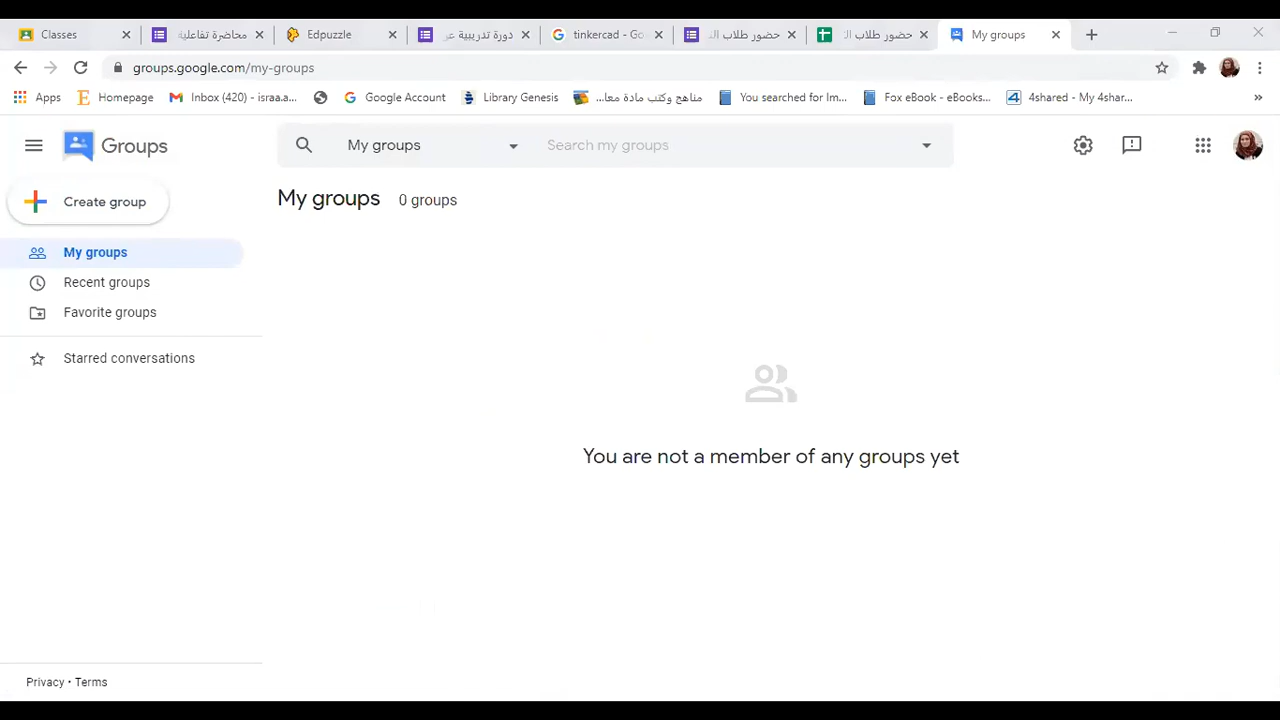 Classes
محاضرة تفاعلية
Edpuzzle
دورة تدريبية عن
tinkercad - Go
حضور طلاب ال
حضور طلاب ال
My groups
groups.google.com/my-groups
Apps
Homepage
Inbox (420) - israa.a...
Google Account
Library Genesis
مناهج وكتب مادة معا...
You searched for Im...
Fox eBook - eBooks...
4shared - My 4shar...
Groups
My groups
Search my groups
Create group
My groups 0 groups
My groups
Recent groups
Favorite groups
Starred conversations
You are not a member of any groups yet
Privacy • Terms